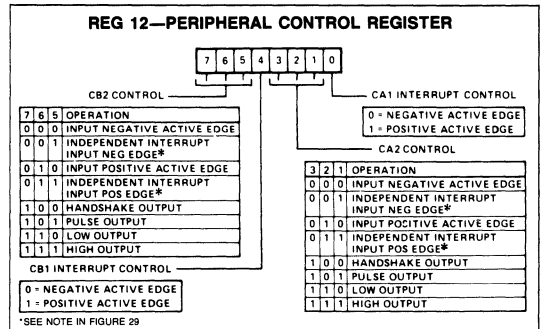 REG 12—PERIPHERAL CONTROL REGISTER
7 6 5 4 3 2 1 0
CB2 CONTROL
7 6 5 OPERATION
0 0 0 INPUT NEGATIVE ACTIVE EDGE
0 0 1 INDEPENDENT INTERRUPT
INPUT NEG EDGE*
0 1 0 INPUT POSITIVE ACTIVE EDGE
0 1 1 INDEPENDENT INTERRUPT
INPUT POS EDGE*
1 0 0 HANDSHAKE OUTPUT
1 0 1 PULSE OUTPUT
1 1 0 LOW OUTPUT
1 1 1 HIGH OUTPUT
CB1 INTERRUPT CONTROL
0 = NEGATIVE ACTIVE EDGE
1 = POSITIVE ACTIVE EDGE
*SEE NOTE IN FIGURE 29
CA1 INTERRUPT CONTROL
0 = NEGATIVE ACTIVE EDGE
1 = POSITIVE ACTIVE EDGE
CA2 CONTROL
3 2 1 OPERATION
0 0 0 INPUT NEGATIVE ACTIVE EDGE
0 0 1 INDEPENDENT INTERRUPT
INPUT NEG EDGE*
0 1 0 INPUT POSITIVE ACTIVE EDGE
0 1 1 INDEPENDENT INTERRUPT
INPUT POS EDGE*
1 0 0 HANDSHAKE OUTPUT
1 0 1 PULSE OUTPUT
1 1 0 LOW OUTPUT
1 1 1 HIGH OUTPUT